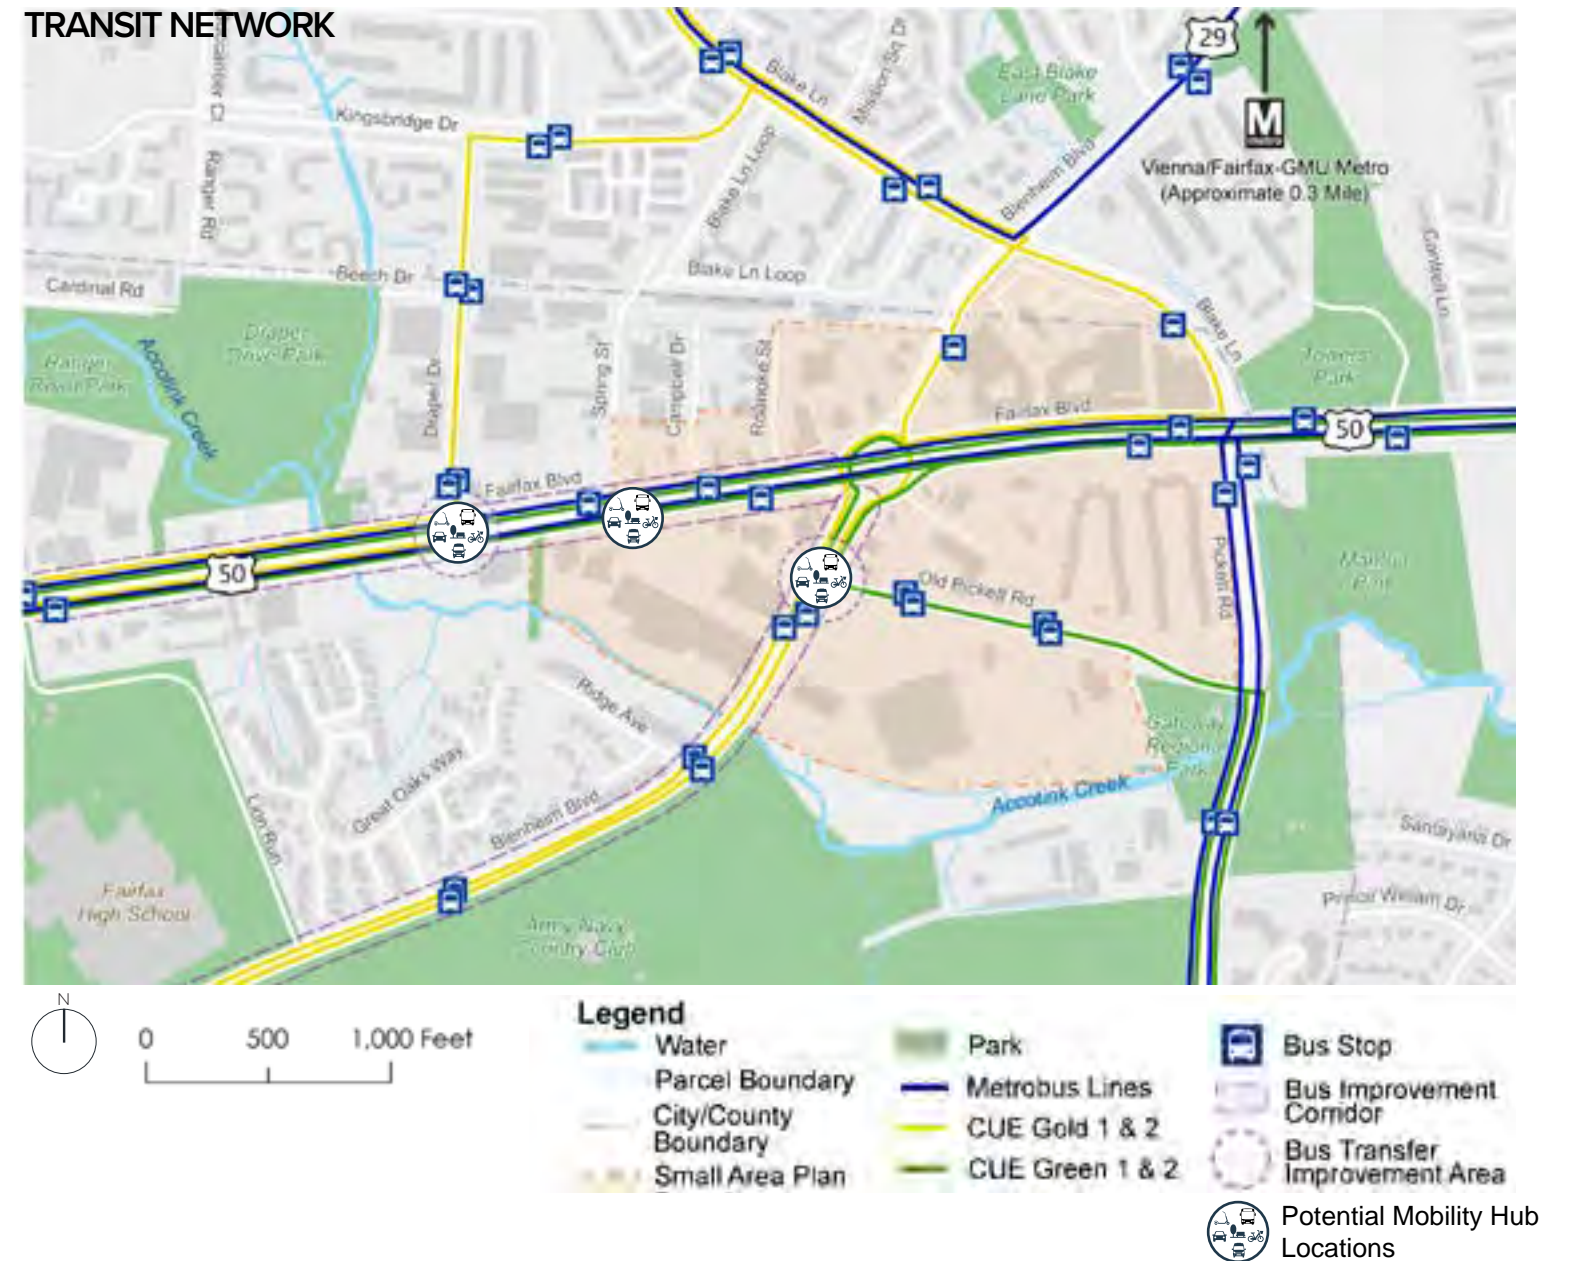 TRANSIT NETWORK
29
M
Vienna/Fairfax-GMU Metro
(Approximate 0.3 Mile)
Blake Ln
Mission Sq Dr
East Blake
Lane Park
Kingsbridge Dr
Ranger Rd
Blake Ln Loop
Blenheim Blvd
Cantwell Ln
Cardinal Rd
Beech Dr
Blake Ln Loop
Blake Ln
Draper
Drive Park
Ranger
Road Park
Accotink Creek
Draper Dr
Spring St
Campbell Dr
Roanoke St
Fairfax Blvd
50
Fairfax Blvd
50
Pickett Rd
Old Pickett Rd
Ridge Ave
Great Oaks Way
Lion Run
Blenheim Blvd
Gateway
Regional
Park
Accotink Creek
Santayana Dr
Prince William Dr
Fairfax
High School
Army Navy
Country Club
N
0 500 1,000 Feet
Legend
Water
Parcel Boundary
City/County
Boundary
Small Area Plan
Park
Metrobus Lines
CUE Gold 1 & 2
CUE Green 1 & 2
Bus Stop
Bus Improvement
Corridor
Bus Transfer
Improvement Area
Potential Mobility Hub
Locations